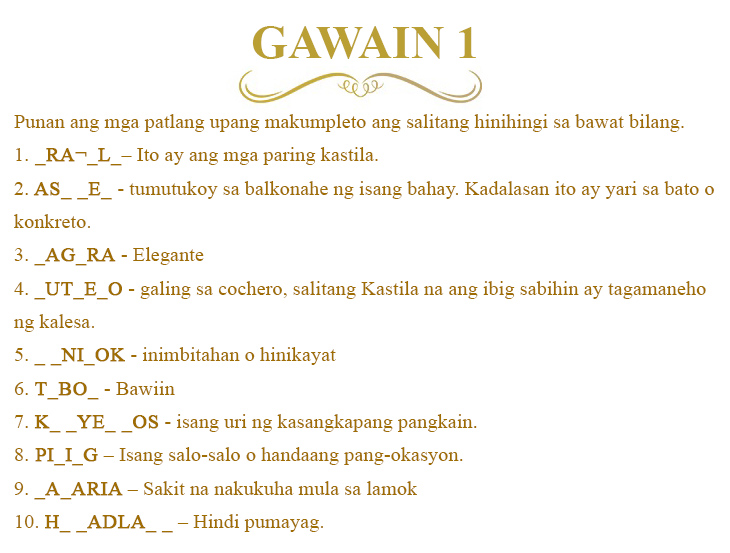 GAWAIN 1
Punan ang mga patlang upang makumpleto ang salitang hinihingi sa bawat bilang.
1. _RA¬_L_– Ito ay ang mga paring kastila.
2. AS_ _E_ - tumutukoy sa balkonahe ng isang bahay. Kadalasan ito ay yari sa bato o
konkreto.
3. _AG_RA - Elegante
4. _UT_E_O - galing sa cochero, salitang Kastila na ang ibig sabihin ay tagamaneho
ng kalesa.
5. _ _NI_OK - inimbitahan o hinikayat
6. T_BO_ - Bawiin
7. K_ _YE_ _OS - isang uri ng kasangkapang pangkain.
8. PI_I_G – Isang salo-salo o handaang pang-okasyon.
9. _A_ARIA – Sakit na nakukuha mula sa lamok
10. H_ _ADLA_ _ – Hindi pumayag.